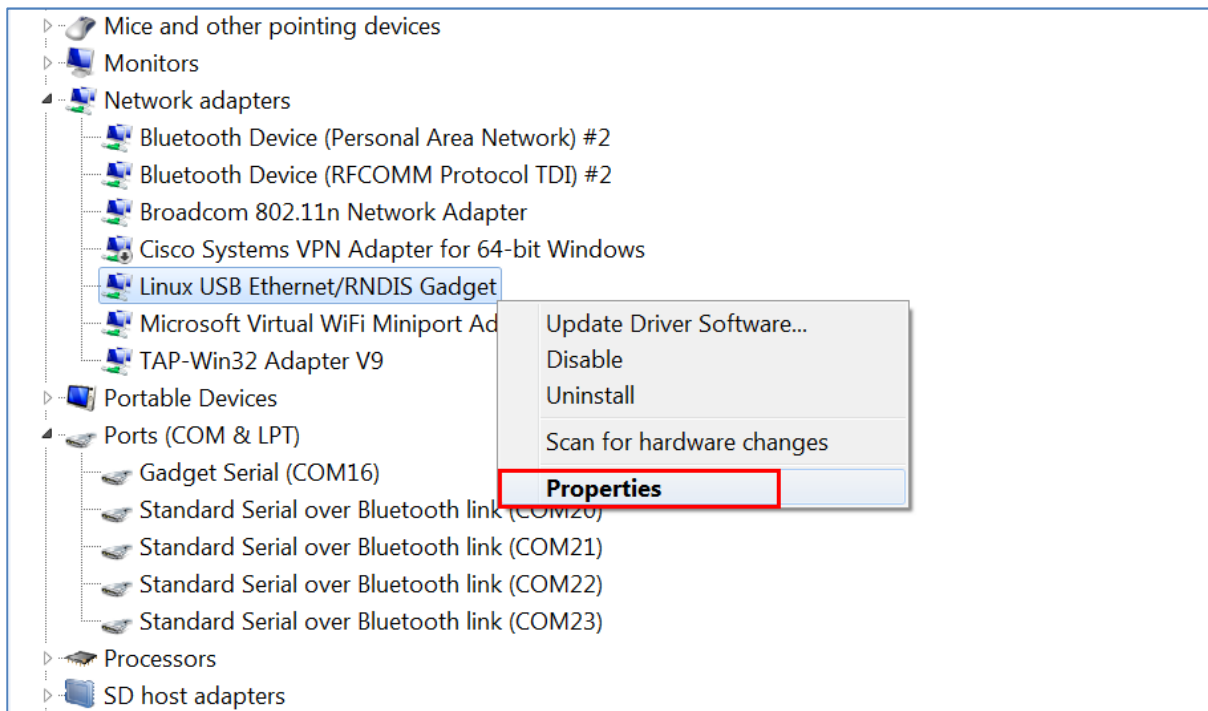 Mice and other pointing devices
Monitors
Network adapters
Bluetooth Device (Personal Area Network) #2
Bluetooth Device (RFCOMM Protocol TDI) #2
Broadcom 802.11n Network Adapter
Cisco Systems VPN Adapter for 64-bit Windows
Linux USB Ethernet/RNDIS Gadget
Microsoft Virtual WiFi Miniport Ad
TAP-Win32 Adapter V9
Portable Devices
Ports (COM & LPT)
Gadget Serial (COM16)
Standard Serial over Bluetooth link (COM20)
Standard Serial over Bluetooth link (COM21)
Standard Serial over Bluetooth link (COM22)
Standard Serial over Bluetooth link (COM23)
Processors
SD host adapters
Update Driver Software...
Disable
Uninstall
Scan for hardware changes
Properties